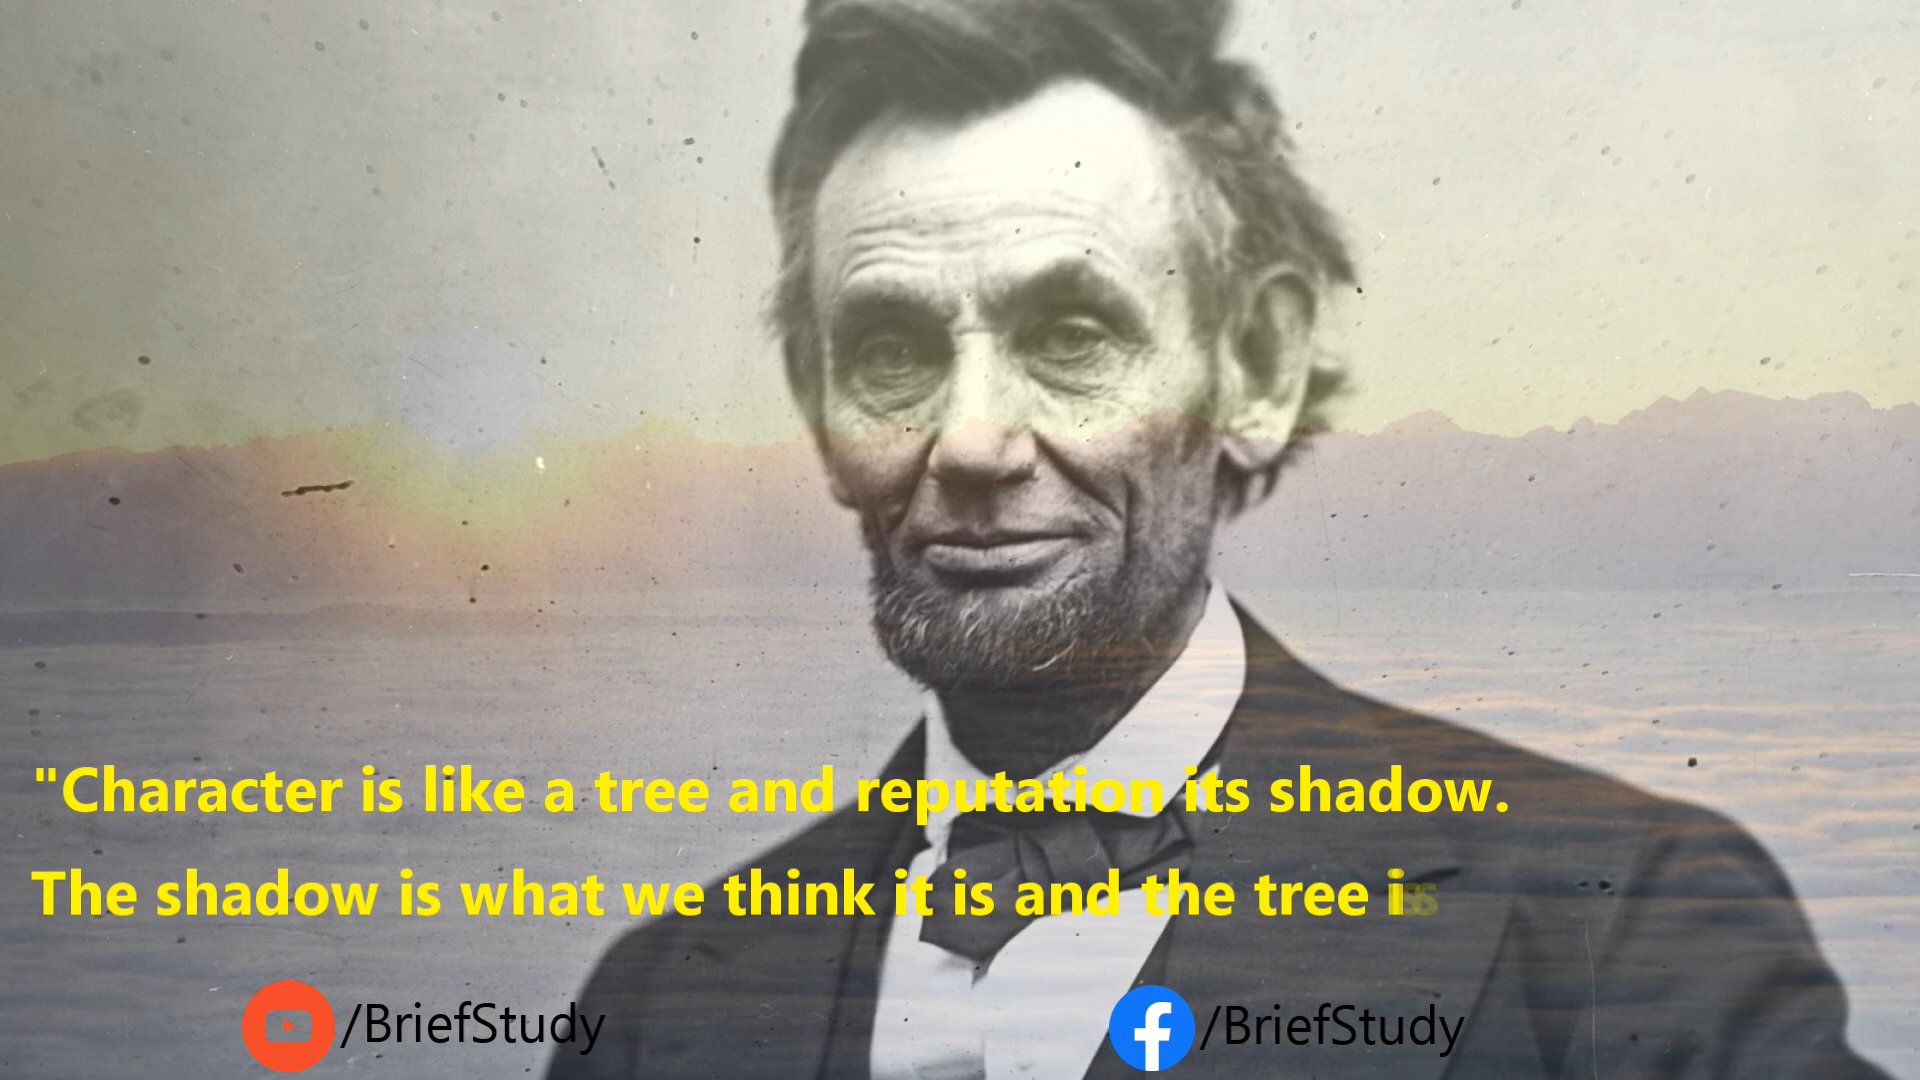 "Character is like a tree and reputation its shadow.
The shadow is what we think it is and the tree is
/BriefStudy
/BriefStudy